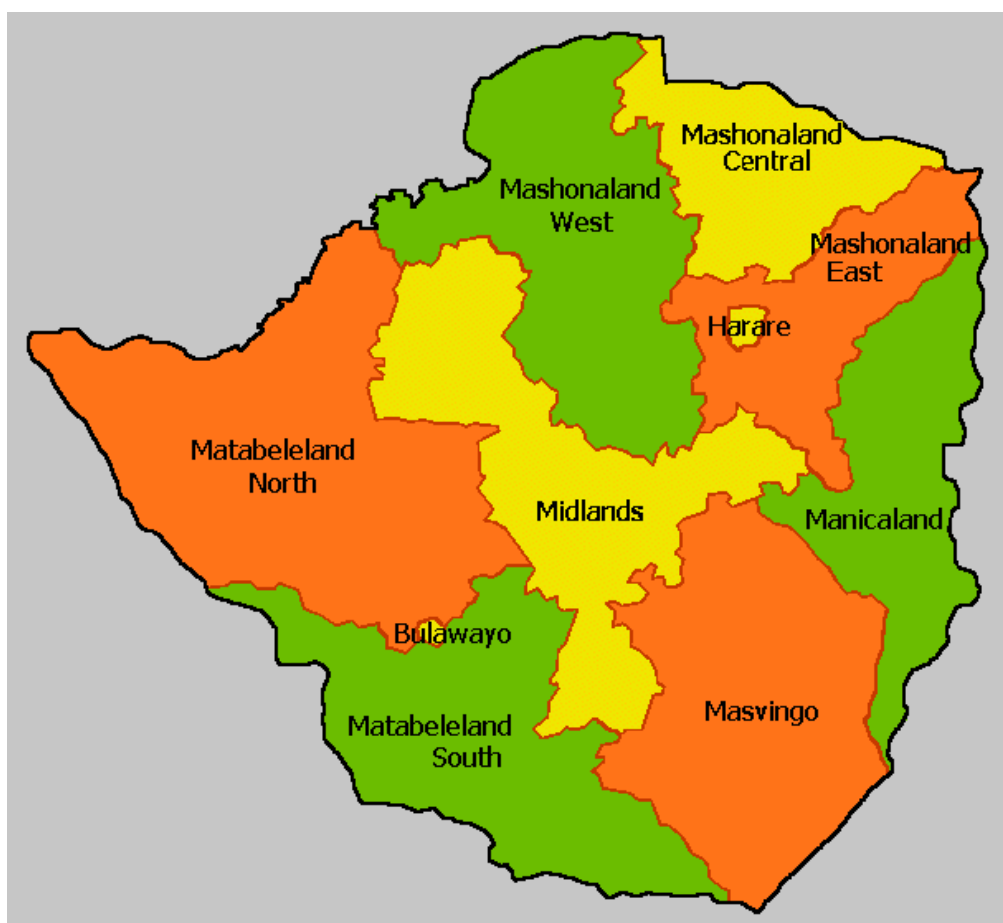 Mashonaland
Central
Mashonaland
West
Mashonaland
East
Harare
Matabeleland
North
Midlands
Manicaland
Bulawayo
Masvingo
Matabeleland
South